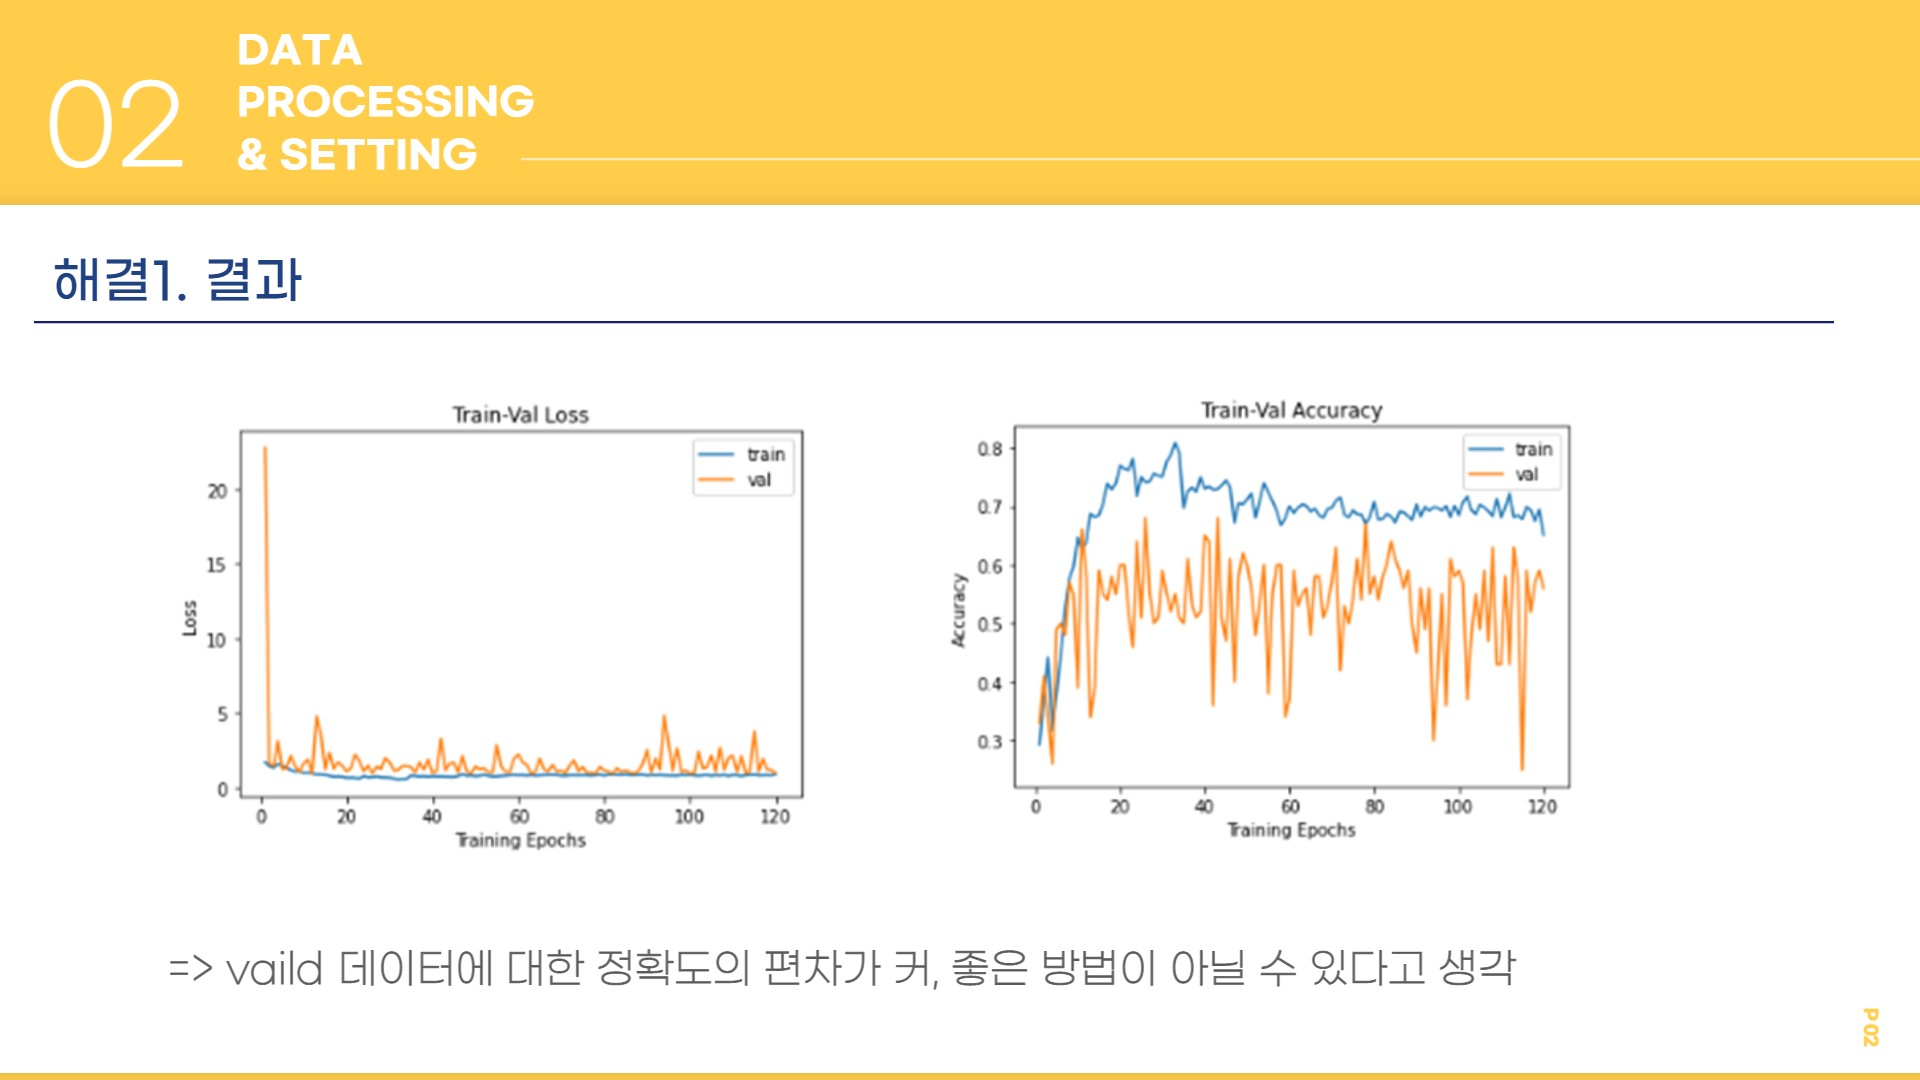 02
DATA
PROCESSING
& SETTING
해결1. 결과
Train-Val Loss
train
val
20
15
10
5
0
Loss
0 20 40 60 80 100 120
Training Epochs
Train-Val Accuracy
train
val
0.8
0.7
0.6
0.5
0.4
0.3
Accuracy
0 20 40 60 80 100 120
Training Epochs
=> vaild 데이터에 대한 정확도의 편차가 커, 좋은 방법이 아닐 수 있다고 생각
P02